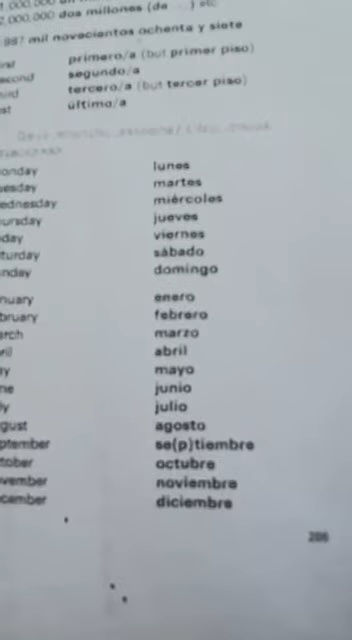 2.000.000 dos millones (de ...) etc
987 mil novecientos ochenta y siete
primero/a (but primer piso)
econd segundo/a
tercero/a (but tercer piso)
st último/a
onday lunes
esday martes
ednesday miércoles
ursday jueves
day viernes
turday sábado
nday domingo
nuary enero
bruary febrero
arch marzo
ril abril
y mayo
ne junio
ly julio
gust agosto
ptember se(p)tiembre
tober octubre
vember noviembre
cember diciembre